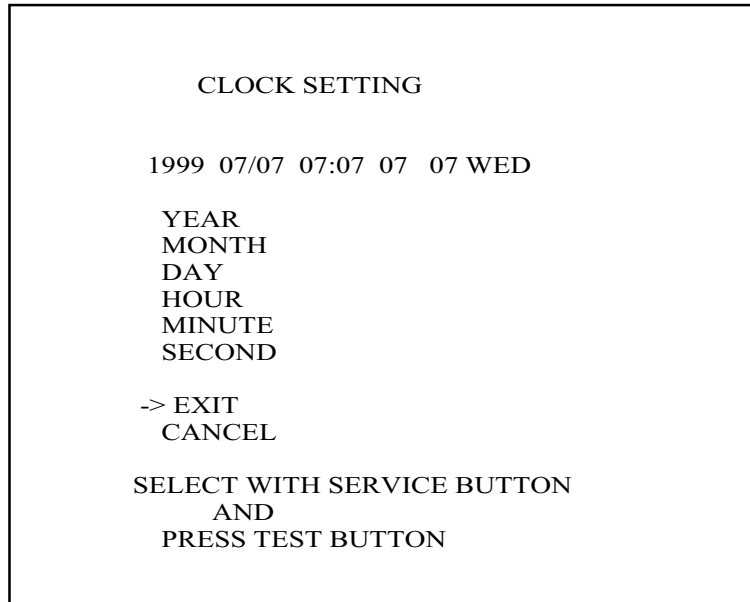 CLOCK SETTING
1999 07/07 07:07 07 07 WED
YEAR
MONTH
DAY
HOUR
MINUTE
SECOND
-> EXIT
CANCEL
SELECT WITH SERVICE BUTTON
AND
PRESS TEST BUTTON